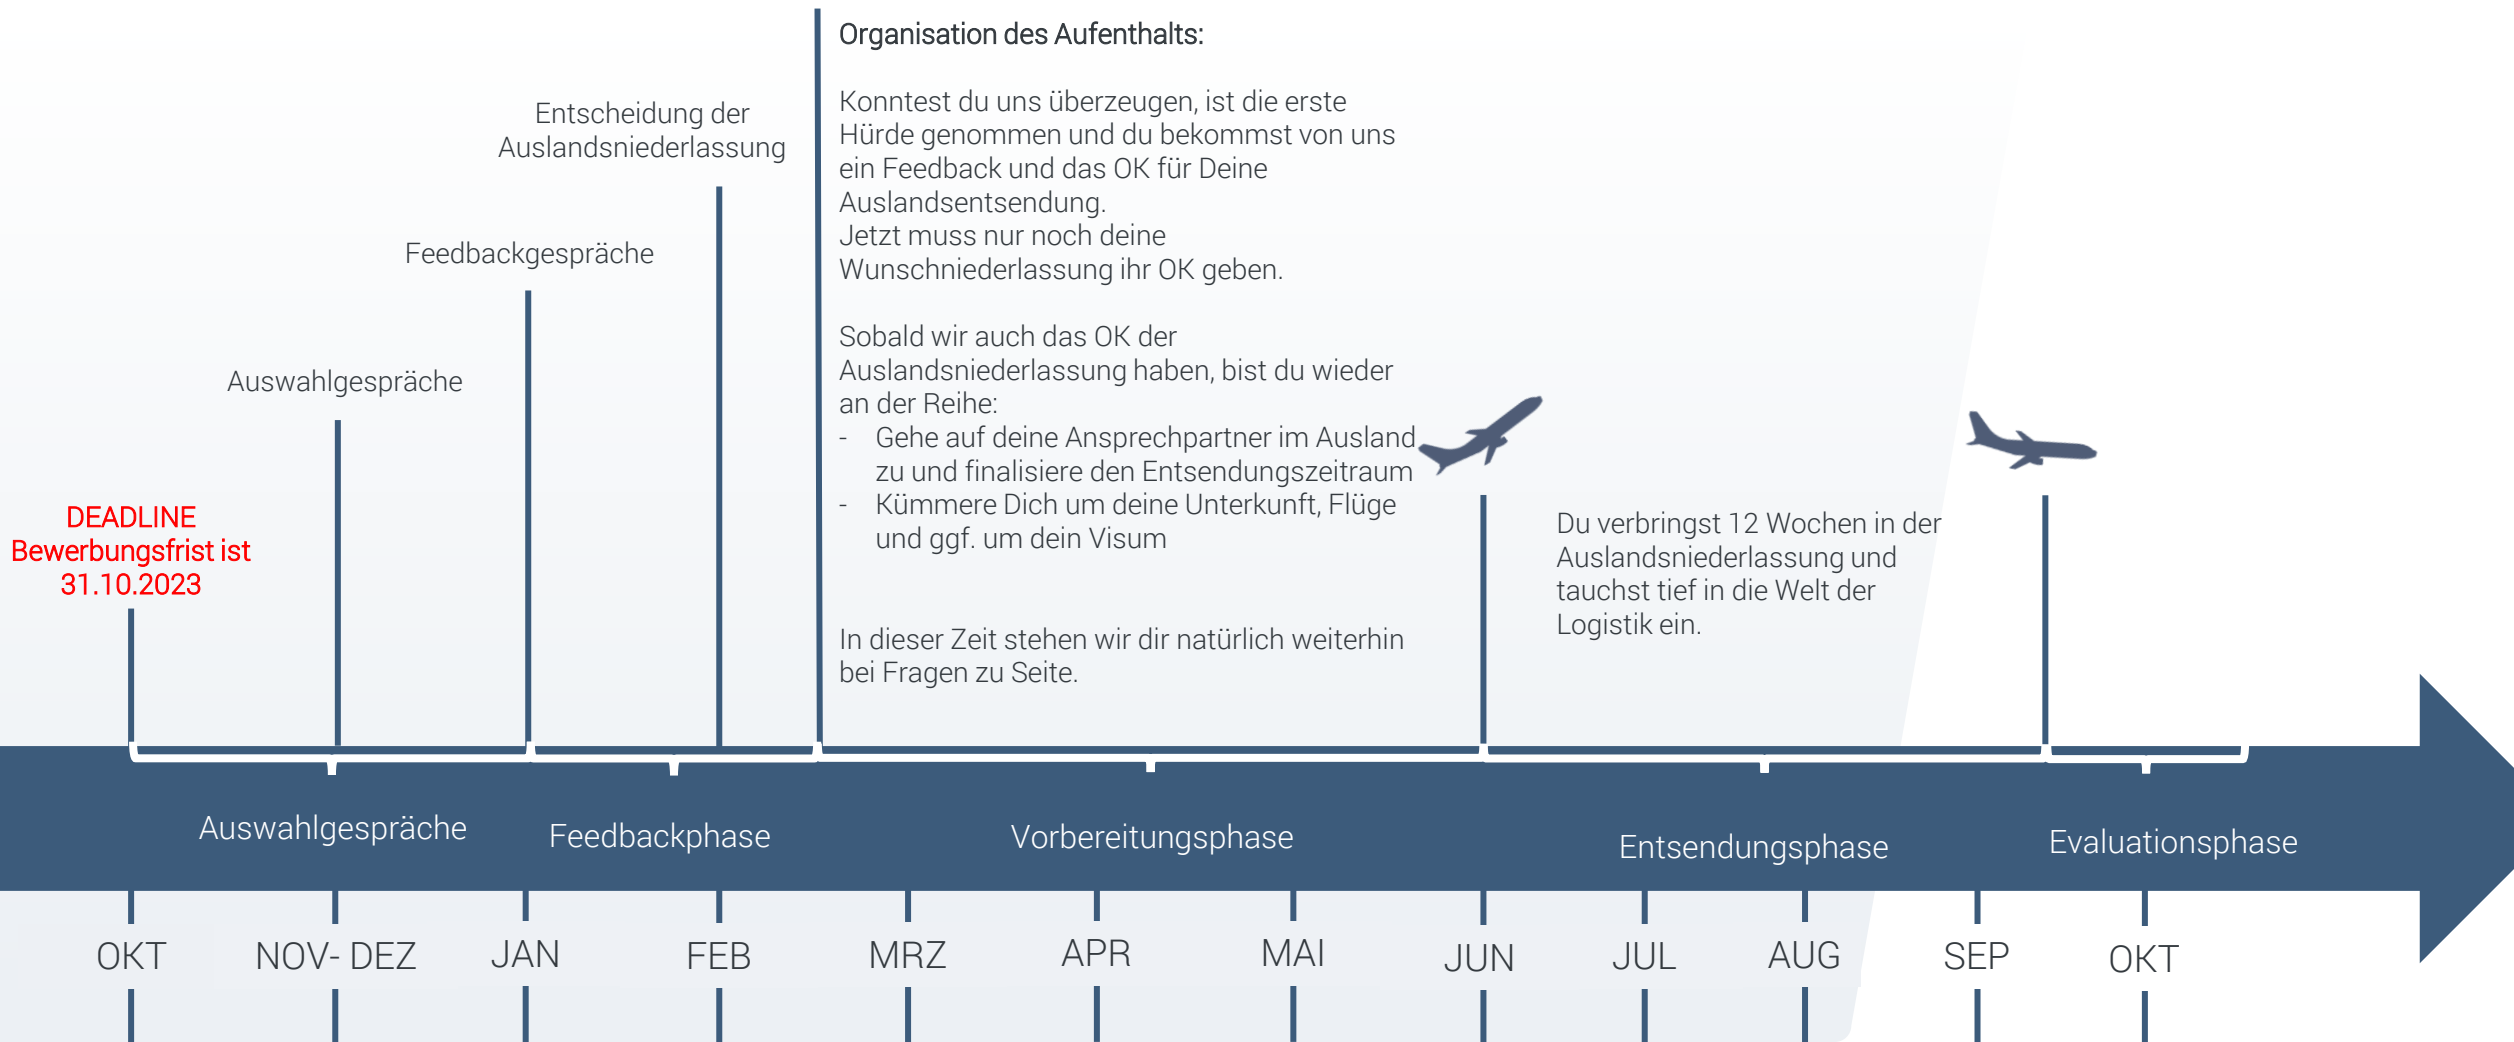 Organisation des Aufenthalts:
Konntest du uns überzeugen, ist die erste
Hürde genommen und du bekommst von uns
ein Feedback und das OK für Deine
Auslandsentsendung.
Jetzt muss nur noch deine
Wunschniederlassung ihr OK geben.
Sobald wir auch das OK der
Auslandsniederlassung haben, bist du wieder
an der Reihe:
- Gehe auf deine Ansprechpartner im Ausland
zu und finalisiere den Entsendungszeitraum
- Kümmere Dich um deine Unterkunft, Flüge
und ggf. um dein Visum
In dieser Zeit stehen wir dir natürlich weiterhin
bei Fragen zu Seite.
Entscheidung der
Auslandsniederlassung
Feedbackgespräche
Auswahlgespräche
DEADLINE
Bewerbungsfrist ist
31.10.2023
Du verbringst 12 Wochen in der
Auslandsniederlassung und
tauchst tief in die Welt der
Logistik ein.
Auswahlgespräche
Feedbackphase
Vorbereitungsphase
Entsendungsphase
Evaluationsphase
OKT
NOV- DEZ
JAN
FEB
MRZ
APR
MAI
JUN
JUL
AUG
SEP
OKT